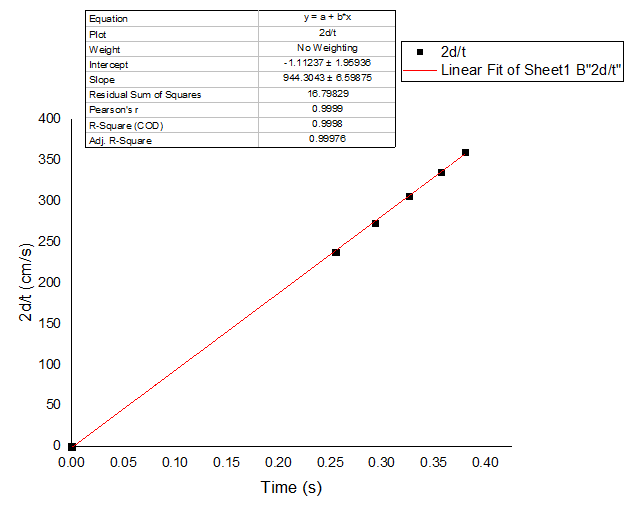 Equation y = a + b*x
Plot 2d/t
Weight No Weighting
Intercept -1.11237 ± 1.95936
Slope 944.3043 ± 6.59875
Residual Sum of Squares 16.79829
Pearson's r 0.9999
R-Square (COD) 0.9998
Adj. R-Square 0.99976
2d/t
Linear Fit of Sheet1 B"2d/t"
400
350
300
250
200
150
100
50
0
2d/t (cm/s)
0.00 0.05 0.10 0.15 0.20 0.25 0.30 0.35 0.40
Time (s)